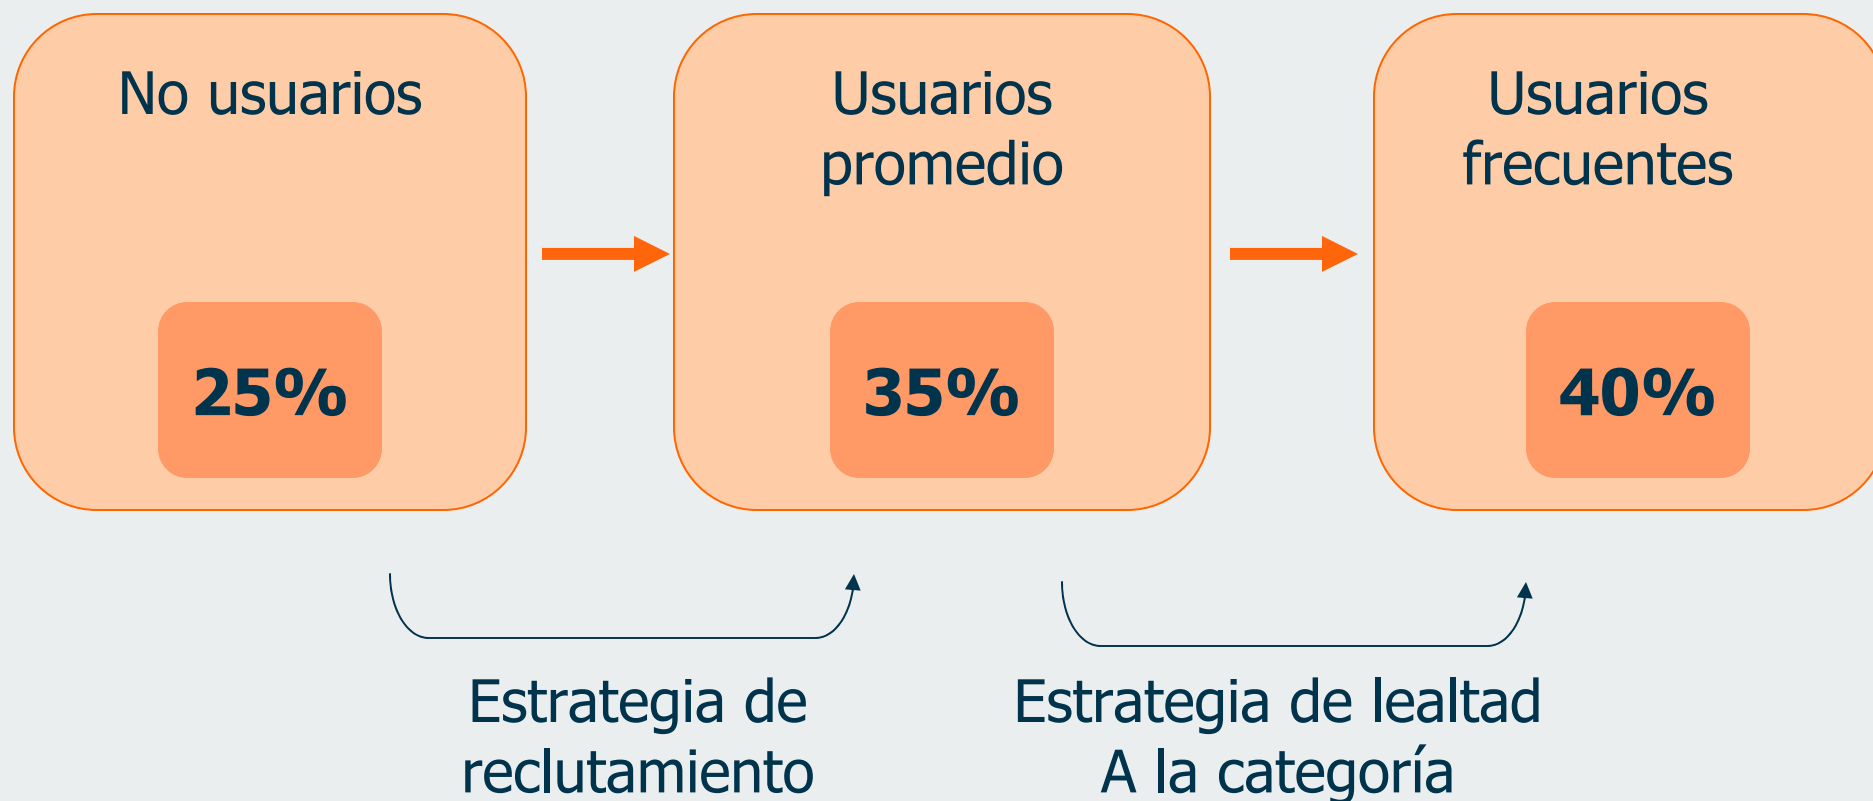 No usuarios
25%
Usuarios
promedio
35%
Usuarios
frecuentes
40%
Estrategia de
reclutamiento
Estrategia de lealtad
A la categoría